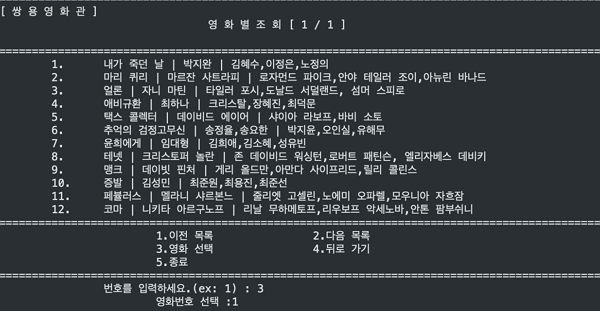 [ 쌍 용 영 화 관 ]
영 화 별 조 회 [ 1 / 1 ]
1. 내가 죽던 날 | 박지완 | 김혜수,이정은,노정의
2. 마리 퀴리 | 마르잔 사트라피 | 로자먼드 파이크,안야 테일러 조이,아뉴린 바나드
3. 얼론 | 자니 마틴 | 타일러 포시,도날드 서덜랜드, 섬머 스피로
4. 애비규환 | 최하나 | 크리스탈,장혜진,최덕문
5. 택스 콜렉터 | 데이비드 에이어 | 샤이아 라보프,바비 소토
6. 추억의 검정고무신 | 송정율,송요한 | 박지윤,오인실,유해무
7. 윤희에게 | 임대형 | 김희애,김소혜,성유빈
8. 테넷 | 크리스토퍼 놀란 | 존 데이비드 워싱턴,로버트 패틴슨, 엘리자베스 데비키
9. 맹크 | 데이빗 핀처 | 게리 올드만,아만다 사이프리드,릴리 콜린스
10. 증발 | 김성민 | 최준원,최용진,최준선
11. 페뷸러스 | 멜라니 샤르본느 | 줄리엣 고셀린,노에미 오파렐,모우니아 자흐잠
12. 코마 | 니키타 아르구노프 | 리날 무하메토프,리우보프 악세노바,안톤 팜부쉬니
1.이전 목록 2.다음 목록
3.영화 선택 4.뒤로 가기
5.종료
번호를 입력하세요.(ex: 1) : 3
영화번호 선택 :1